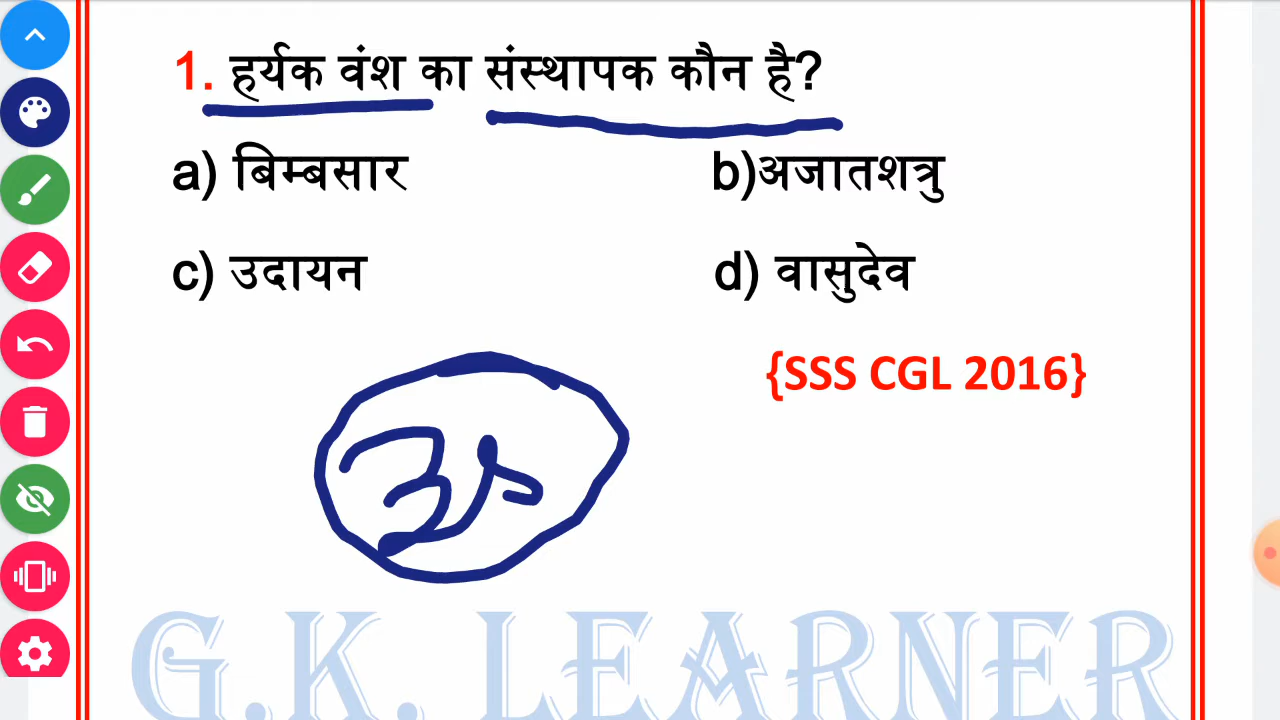 1. हर्यक वंश का संस्थापक कौन है?
a) बिम्बसार b)अजातशत्रु
c) उदायन d) वासुदेव
{SSS CGL 2016}
G.K. LEARNER